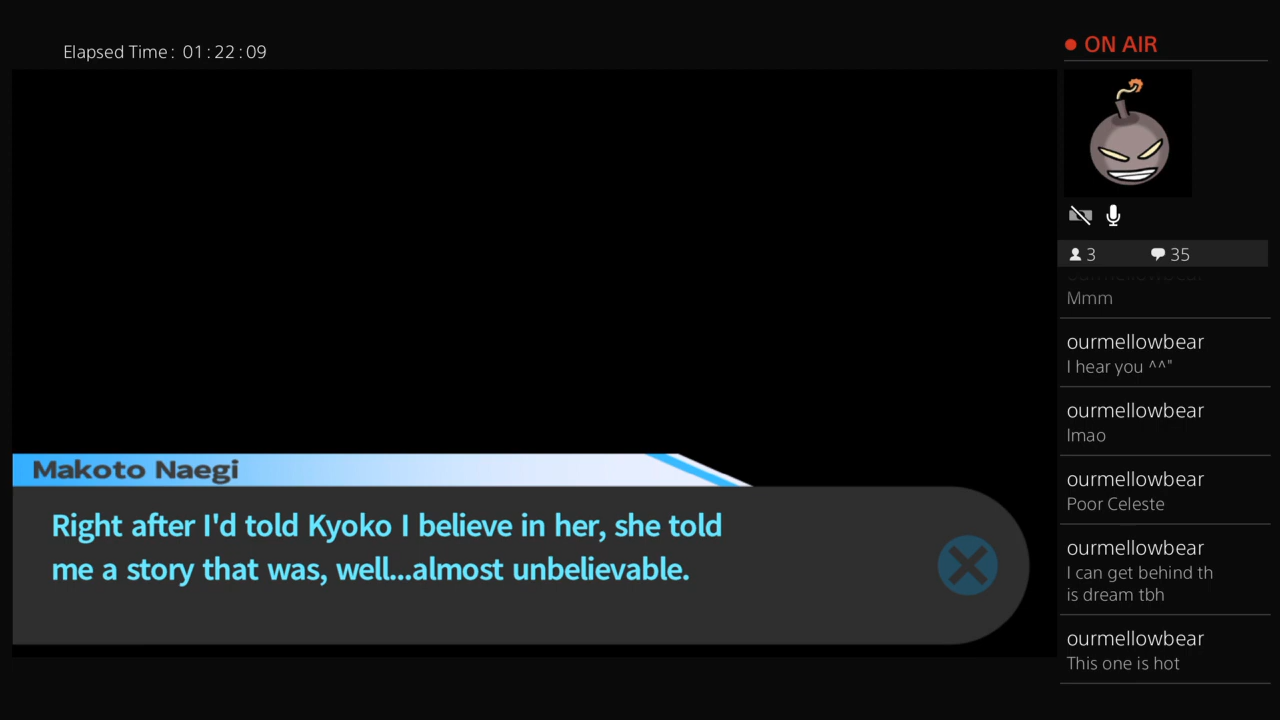 Elapsed Time: 01:22:09
ON AIR
3 35
Mmm
ourmellowbear
I hear you ^^"
ourmellowbear
lmao
ourmellowbear
Poor Celeste
ourmellowbear
I can get behind th
is dream tbh
ourmellowbear
This one is hot
Makoto Naegi
Right after I'd told Kyoko I believe in her, she told
me a story that was, well...almost unbelievable.